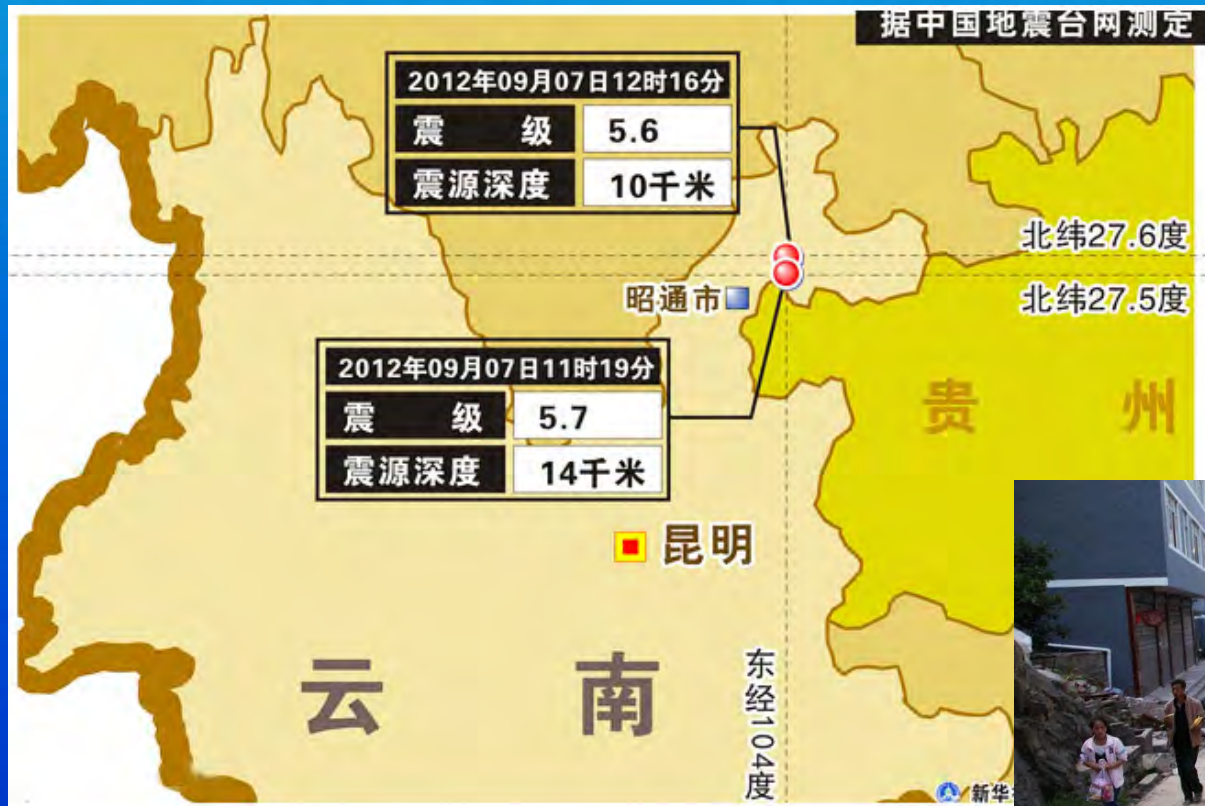 据中国地震台网测定
2012年09月07日12时16分
震 级 5.6
震源深度 10千米
北纬27.6度
昭通市
北纬27.5度
2012年09月07日11时19分
震 级 5.7
震源深度 14千米
贵 州
昆明
云 南
东经104度
新华